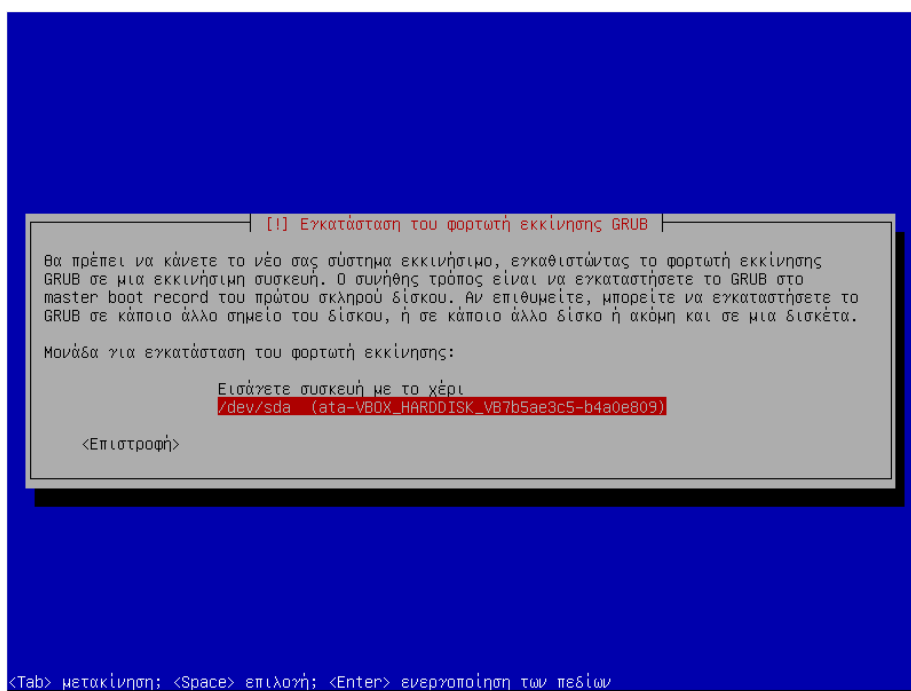 [!] Εγκατάσταση του φορτωτή εκκίνησης GRUB
Θα πρέπει να κάνετε το νέο σας σύστημα εκκινήσιμο, εγκαθιστώντας το φορτωτή εκκίνησης
GRUB σε μια εκκινήσιμη συσκευή. Ο συνήθης τρόπος είναι να εγκαταστήσετε το GRUB στο
master boot record του πρώτου σκληρού δίσκου. Αν επιθυμείτε, μπορείτε να εγκαταστήσετε το
GRUB σε κάποιο άλλο σημείο του δίσκου, ή σε κάποιο άλλο δίσκο ή ακόμη και σε μια δισκέτα.
Μονάδα για εγκατάσταση του φορτωτή εκκίνησης:
Εισάγετε συσκευή με το χέρι
/dev/sda (ata-VBOX_HARDDISK_VB7b5ae3c5-b4a0e809)
<Επιστροφή>
<Tab> μετακίνηση; <Space> επιλογή; <Enter> ενεργοποίηση των πεδίων